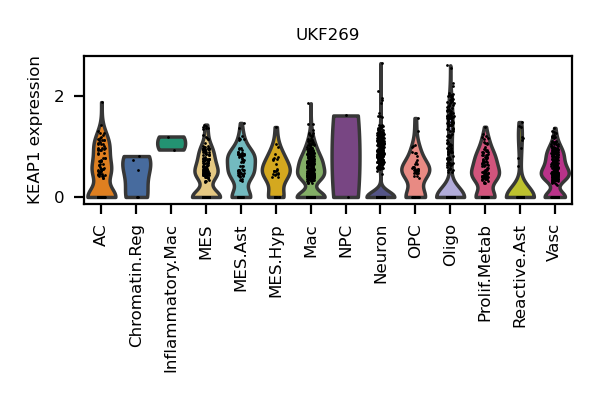 UKF269
KEAP1 expression
2
0
AC
Chromatin.Reg
Inflammatory.Mac
MES
MES.Ast
MES.Hyp
Mac
NPC
Neuron
OPC
Oligo
Prolif.Metab
Reactive.Ast
Vasc